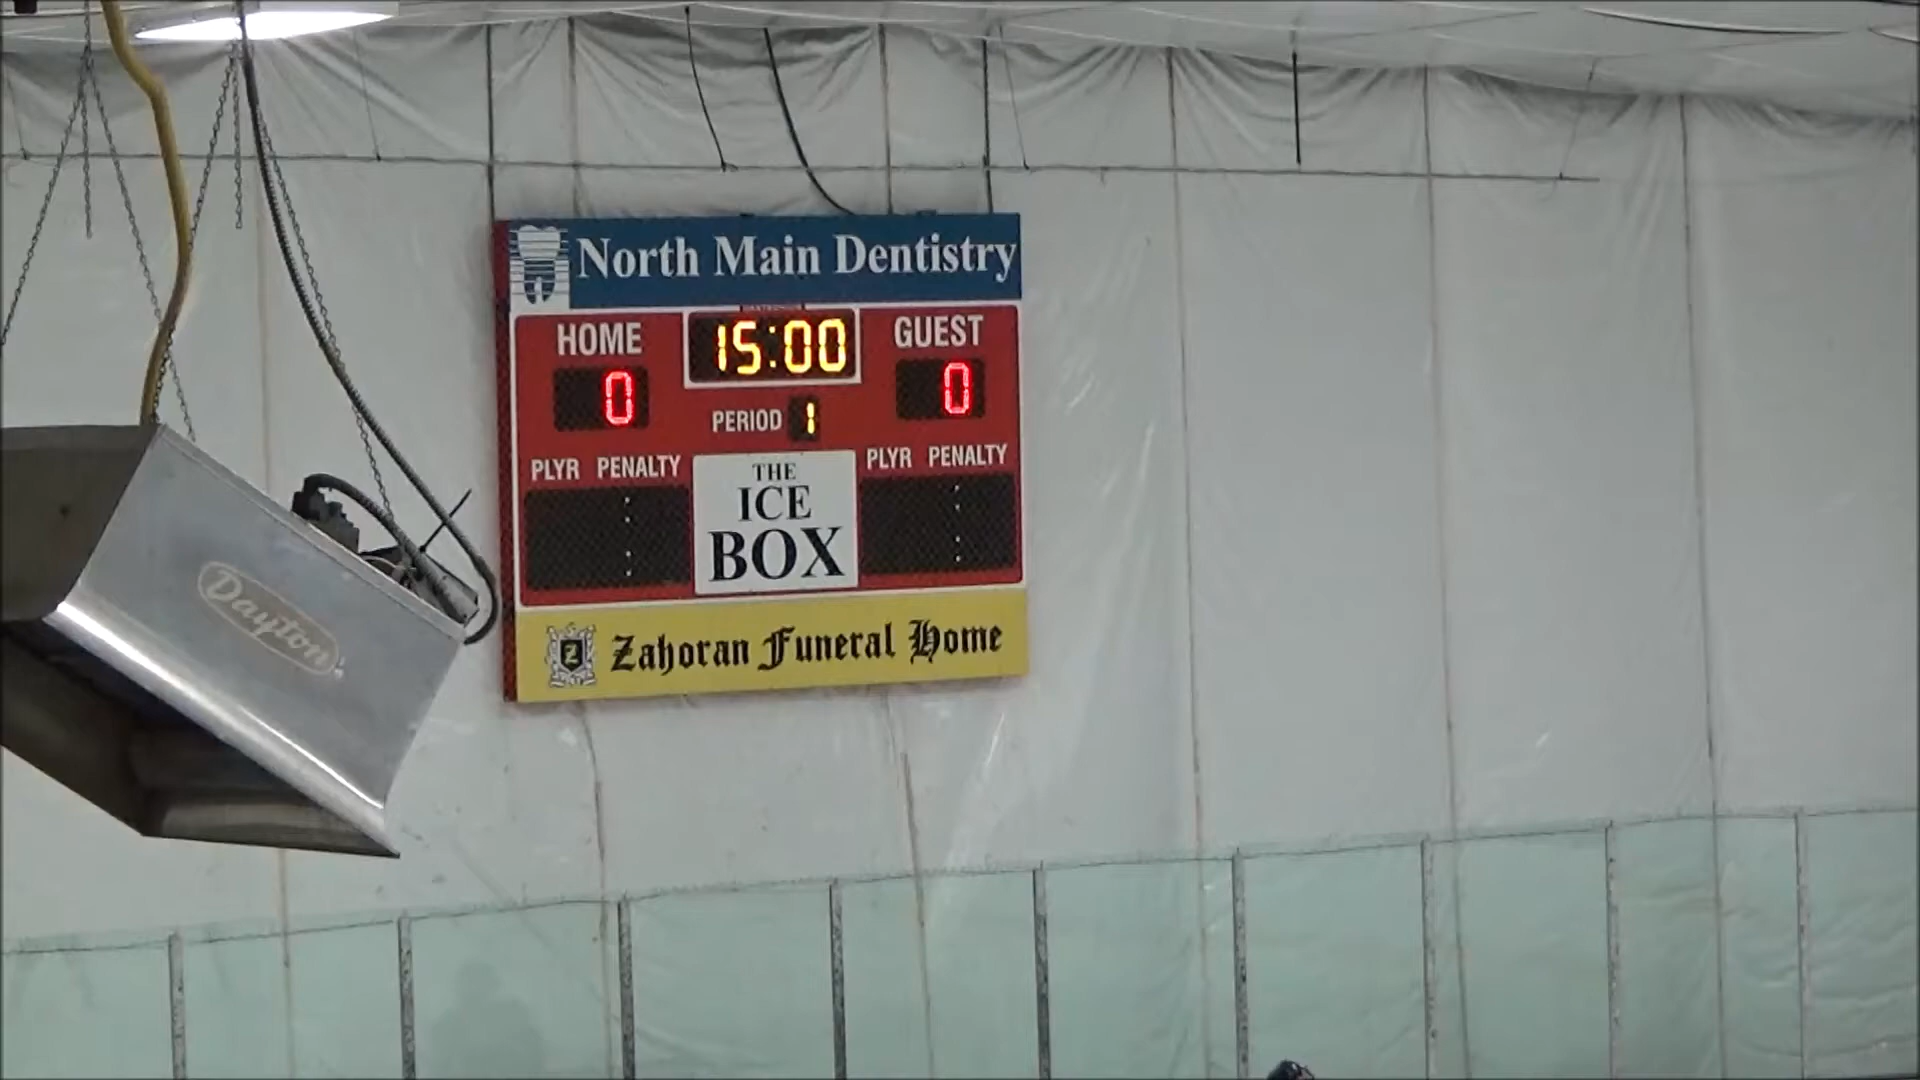 North Main Dentistry
HOME 15:00 GUEST
0 0
PERIOD 1
PLYR PENALTY PLYR PENALTY
THE
ICE
BOX
Z Zahoran Funeral Home
Dayton